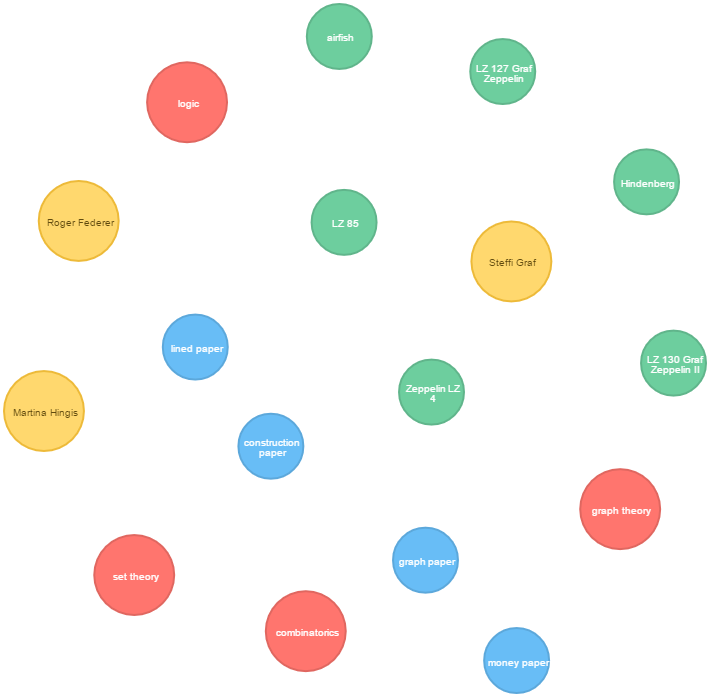 airfish
LZ 127 Graf
Zeppelin
logic
Hindenberg
Roger Federer
LZ 85
Steffi Graf
lined paper
LZ 130 Graf
Zeppelin II
Zeppelin LZ
4
Martina Hingis
construction
paper
graph theory
graph paper
set theory
combinatorics
money paper